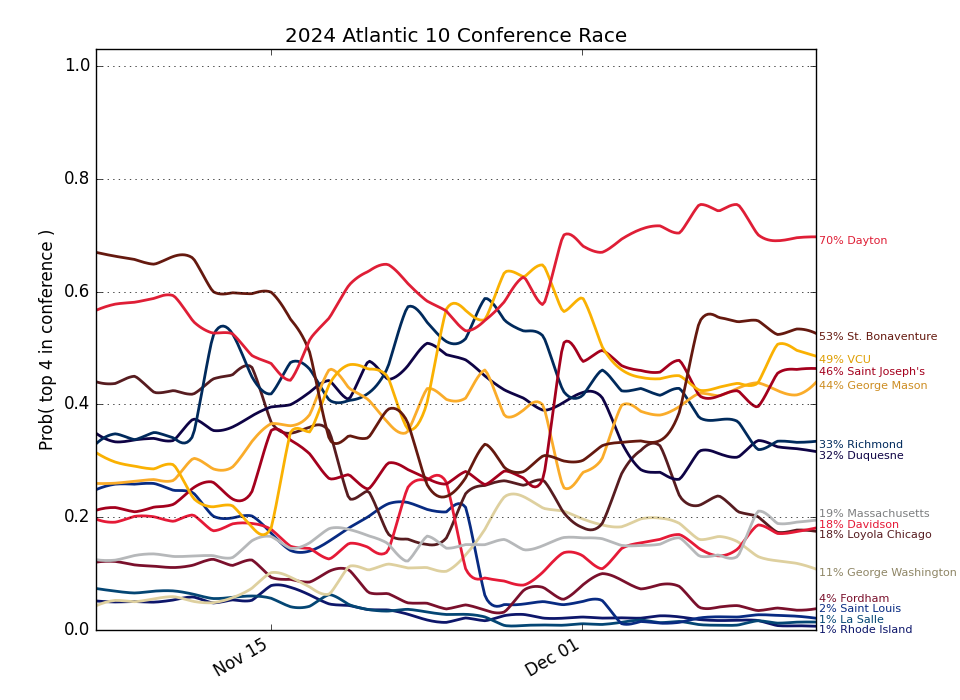 2024 Atlantic 10 Conference Race
Prob( top 4 in conference )
1.0
0.8
0.6
0.4
0.2
0.0
Nov 15
Dec 01
70% Dayton
53% St. Bonaventure
49% VCU
46% Saint Joseph's
44% George Mason
33% Richmond
32% Duquesne
19% Massachusetts
18% Davidson
18% Loyola Chicago
11% George Washington
4% Fordham
2% Saint Louis
1% La Salle
1% Rhode Island